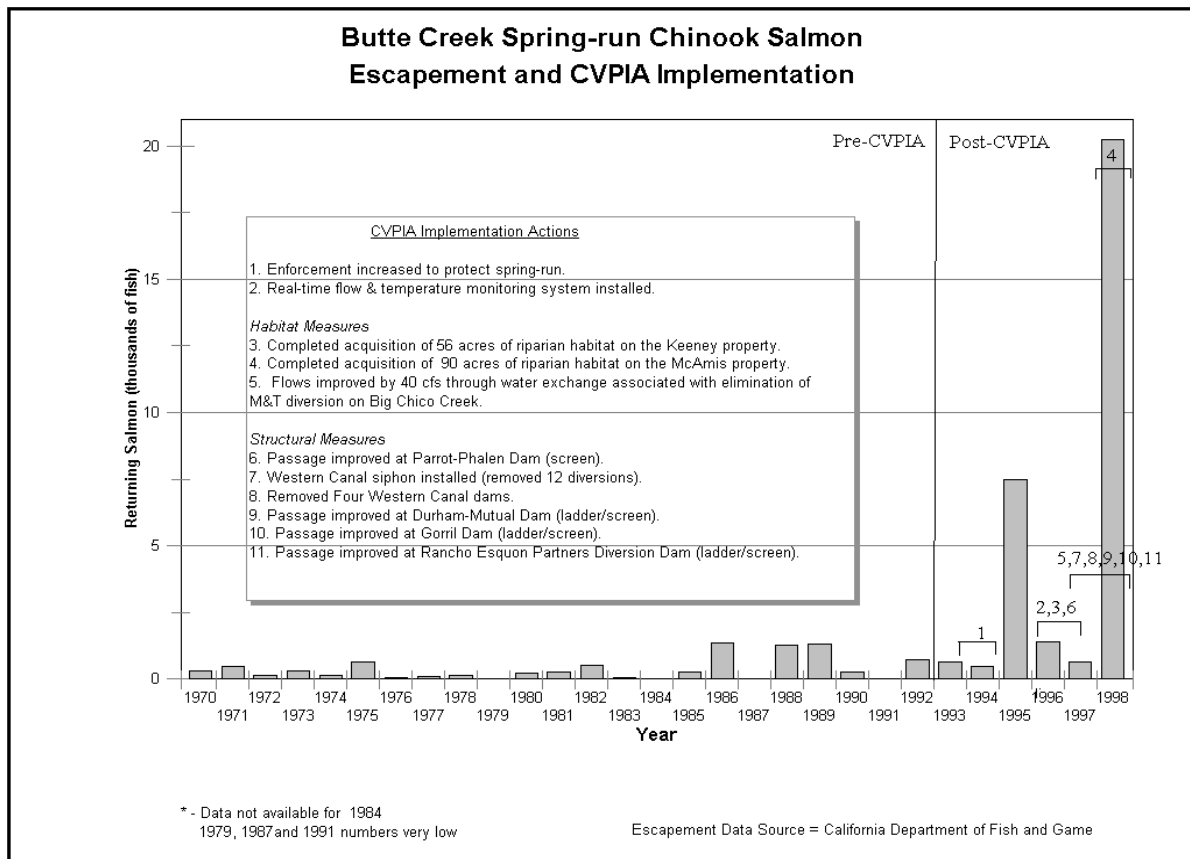 Butte Creek Spring-run Chinook Salmon
Escapement and CVPIA Implementation
Pre-CVPIA
Post-CVPIA
20
15
10
5
0
Returning Salmon (thousands of fish)
CVPIA Implementation Actions
1. Enforcement increased to protect spring-run.
2. Real-time flow & temperature monitoring system installed.
Habitat Measures
3. Completed acquisition of 56 acres of riparian habitat on the Keeney property.
4. Completed acquisition of 90 acres of riparian habitat on the McAmis property.
5. Flows improved by 40 cfs through water exchange associated with elimination of
M&T diversion on Big Chico Creek.
Structural Measures
6. Passage improved at Parrot-Phalen Dam (screen).
7. Western Canal siphon installed (removed 12 diversions).
8. Removed Four Western Canal dams.
9. Passage improved at Durham-Mutual Dam (ladder/screen).
10. Passage improved at Gorril Dam (ladder/screen).
11. Passage improved at Rancho Esquon Partners Diversion Dam (ladder/screen).
4
5,7,8,9,10,11
2,3,6
1
1970 1972 1974 1976 1978 1980 1982 1984 1986 1988 1990 1992 1994 1996 1998
1971 1973 1975 1977 1979 1981 1983 1985 1987 1989 1991 1993 1995 1997
Year
* - Data not available for 1984
1979, 1987 and 1991 numbers very low
Escapement Data Source = California Department of Fish and Game